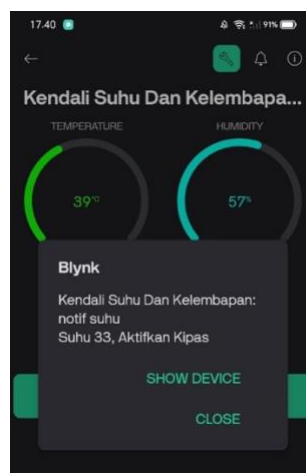 17.40 91%
Kendali Suhu Dan Kelembapa...
TEMPERATURE HUMIDITY
39°C 57%
Blynk
Kendali Suhu Dan Kelembapan:
notif suhu
Suhu 33, Aktifkan Kipas
SHOW DEVICE
CLOSE